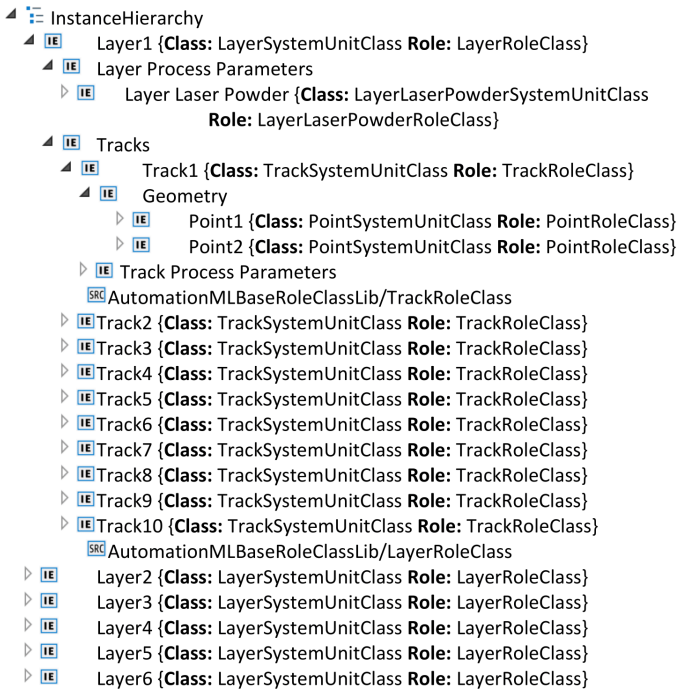 InstanceHierarchy
IE Layer1 {Class: LayerSystemUnitClass Role: LayerRoleClass}
IE Layer Process Parameters
IE Layer Laser Powder {Class: LayerLaserPowderSystemUnitClass
Role: LayerLaserPowderRoleClass}
IE Tracks
IE Track1 {Class: TrackSystemUnitClass Role: TrackRoleClass}
IE Geometry
IE Point1 {Class: PointSystemUnitClass Role: PointRoleClass}
IE Point2 {Class: PointSystemUnitClass Role: PointRoleClass}
IE Track Process Parameters
SRC AutomationMLBaseRoleClassLib/TrackRoleClass
IE Track2 {Class: TrackSystemUnitClass Role: TrackRoleClass}
IE Track3 {Class: TrackSystemUnitClass Role: TrackRoleClass}
IE Track4 {Class: TrackSystemUnitClass Role: TrackRoleClass}
IE Track5 {Class: TrackSystemUnitClass Role: TrackRoleClass}
IE Track6 {Class: TrackSystemUnitClass Role: TrackRoleClass}
IE Track7 {Class: TrackSystemUnitClass Role: TrackRoleClass}
IE Track8 {Class: TrackSystemUnitClass Role: TrackRoleClass}
IE Track9 {Class: TrackSystemUnitClass Role: TrackRoleClass}
IE Track10 {Class: TrackSystemUnitClass Role: TrackRoleClass}
SRC AutomationMLBaseRoleClassLib/LayerRoleClass
IE Layer2 {Class: LayerSystemUnitClass Role: LayerRoleClass}
IE Layer3 {Class: LayerSystemUnitClass Role: LayerRoleClass}
IE Layer4 {Class: LayerSystemUnitClass Role: LayerRoleClass}
IE Layer5 {Class: LayerSystemUnitClass Role: LayerRoleClass}
IE Layer6 {Class: LayerSystemUnitClass Role: LayerRoleClass}